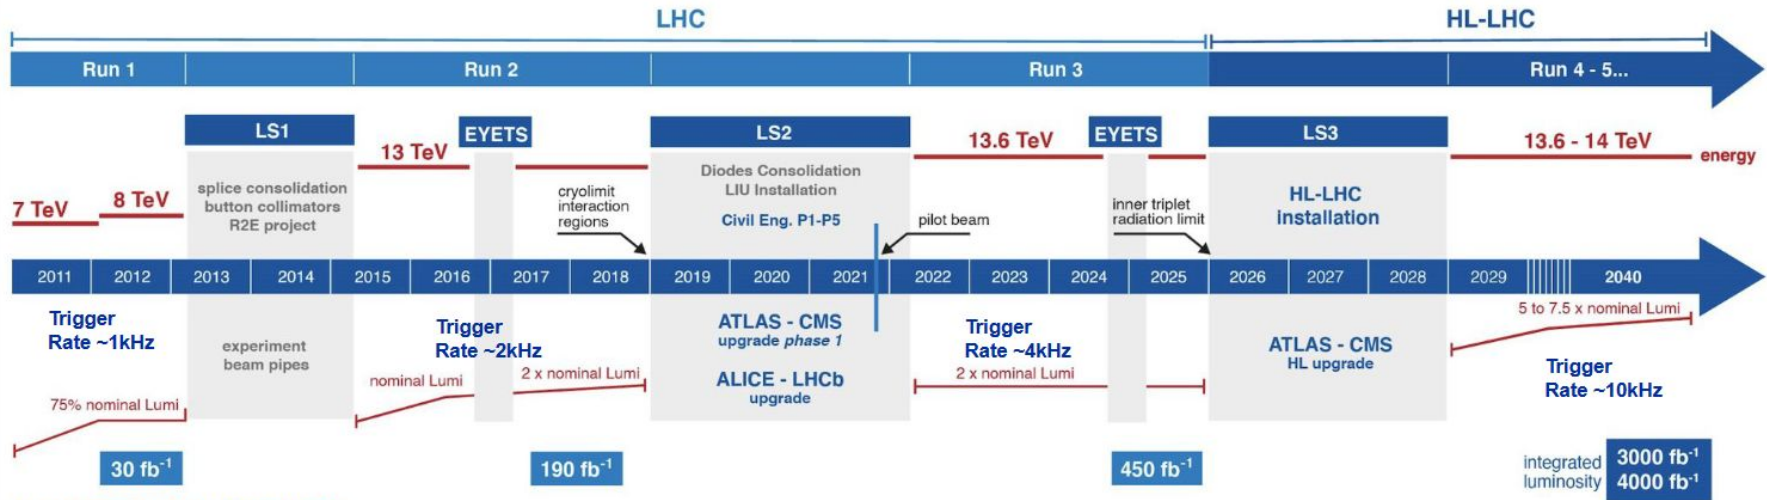 LHC
HL-LHC
Run 1
Run 2
Run 3
Run 4 - 5...
LS1
EYETS
LS2
EYETS
LS3
7 TeV
8 TeV
13 TeV
13.6 TeV
13.6 - 14 TeV
energy
splice consolidation
button collimators
R2E project
cryolimit
interaction
regions
Diodes Consolidation
LIU Installation
Civil Eng. P1-P5
pilot beam
inner triplet
radiation limit
HL-LHC
installation
2011 2012 2013 2014 2015 2016 2017 2018 2019 2020 2021 2022 2023 2024 2025 2026 2027 2028 2029 2040
Trigger
Rate ~1kHz
75% nominal Lumi
experiment
beam pipes
Trigger
Rate ~2kHz
nominal Lumi
2 x nominal Lumi
ATLAS - CMS
upgrade phase 1
ALICE - LHCb
upgrade
Trigger
Rate ~4kHz
2 x nominal Lumi
ATLAS - CMS
HL upgrade
5 to 7.5 x nominal Lumi
Trigger
Rate ~10kHz
30 fb⁻¹
190 fb⁻¹
450 fb⁻¹
integrated
luminosity
3000 fb⁻¹
4000 fb⁻¹